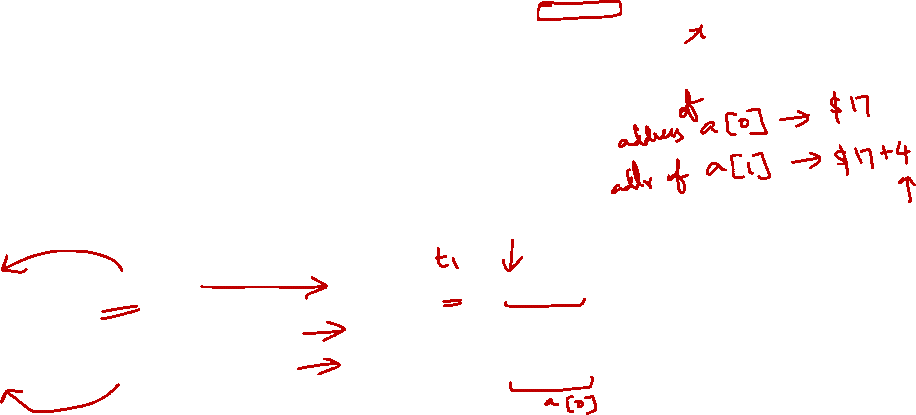 address of a[0] → $17
addr of a[1] → $17+4
t1 ↓
=
a[0]